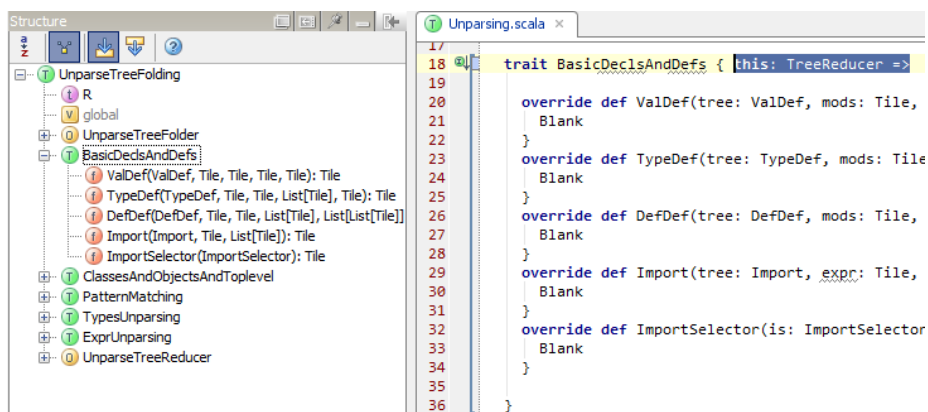 Structure
a
z
UnparseTreeFolding
t R
v global
O UnparseTreeFolder
T BasicDeclsAndDefs
f ValDef(ValDef, Tile, Tile, Tile, Tile): Tile
f TypeDef(TypeDef, Tile, Tile, List[Tile], Tile): Tile
f DefDef(DefDef, Tile, Tile, List[Tile], List[List[Tile]]
f Import(Import, Tile, List[Tile]): Tile
f ImportSelector(ImportSelector): Tile
T ClassesAndObjectsAndToplevel
T PatternMatching
T TypesUnparsing
T ExprUnparsing
O UnparseTreeReducer
T Unparsing.scala ×
17
18 trait BasicDeclsAndDefs { this: TreeReducer =>
19
20 override def ValDef(tree: ValDef, mods: Tile,
21 Blank
22 }
23 override def TypeDef(tree: TypeDef, mods: Tile
24 Blank
25 }
26 override def DefDef(tree: DefDef, mods: Tile,
27 Blank
28 }
29 override def Import(tree: Import, expr: Tile,
30 Blank
31 }
32 override def ImportSelector(is: ImportSelector
33 Blank
34 }
35
36 }